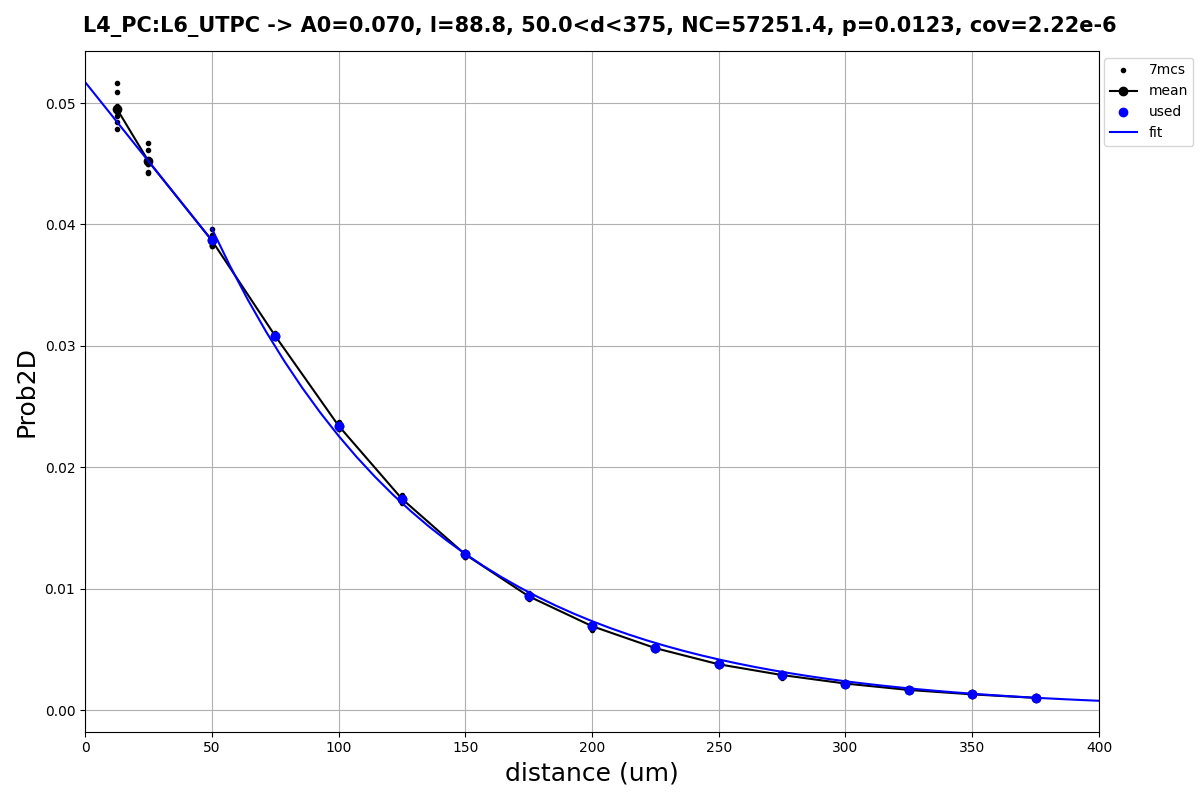 L4_PC:L6_UTPC -> A0=0.070, l=88.8, 50.0<d<375, NC=57251.4, p=0.0123, cov=2.22e-6
7mcs
mean
used
fit
0.05
0.04
0.03
0.02
0.01
0.00
Prob2D
0 50 100 150 200 250 300 350 400
distance (um)